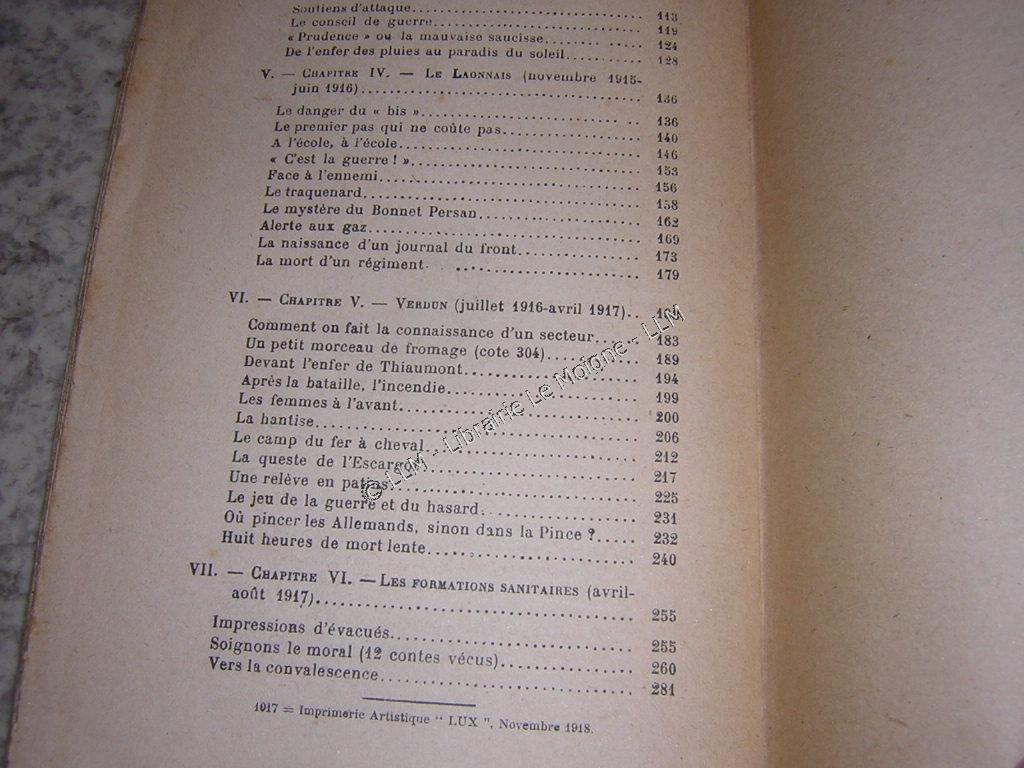 Soutiens d'attaque........ 113
Le conseil de guerre........ 119
« Prudence » ou la mauvaise saucisse........ 124
De l'enfer des pluies au paradis du soleil........ 128
V. — CHAPITRE IV. — LE LAONNAIS (novembre 1915-
juin 1916)........ 136
Le danger du « bis »........ 136
Le premier pas qui ne coûte pas........ 140
A l'école, à l'école........ 146
« C'est la guerre ! »........ 153
Face à l'ennemi........ 156
Le traquenard........ 158
Le mystère du Bonnet Persan........ 162
Alerte aux gaz........ 169
La naissance d'un journal du front........ 173
La mort d'un régiment........ 179
VI. — CHAPITRE V. — VERDUN (juillet 1916-avril 1917)..
Comment on fait la connaissance d'un secteur........ 183
Un petit morceau de fromage (cote 304)........ 189
Devant l'enfer de Thiaumont........ 194
Après la bataille, l'incendie........ 199
Les femmes à l'avant........ 200
La hantise........ 206
Le camp du fer à cheval........ 212
La queste de l'Escargot........ 217
Une relève en patins........ 225
Le jeu de la guerre et du hasard........ 231
Où pincer les Allemands, sinon dans la Pince ?..... 232
Huit heures de mort lente........ 240
VII. — CHAPITRE VI. — LES FORMATIONS SANITAIRES (avril-
août 1917)........ 255
Impressions d'évacués........ 255
Soignons le moral (12 contes vécus)........ 260
Vers la convalescence........ 281
1917 = Imprimerie Artistique " LUX ", Novembre 1918.
© LLM - Librairie Le Moigne - LLM